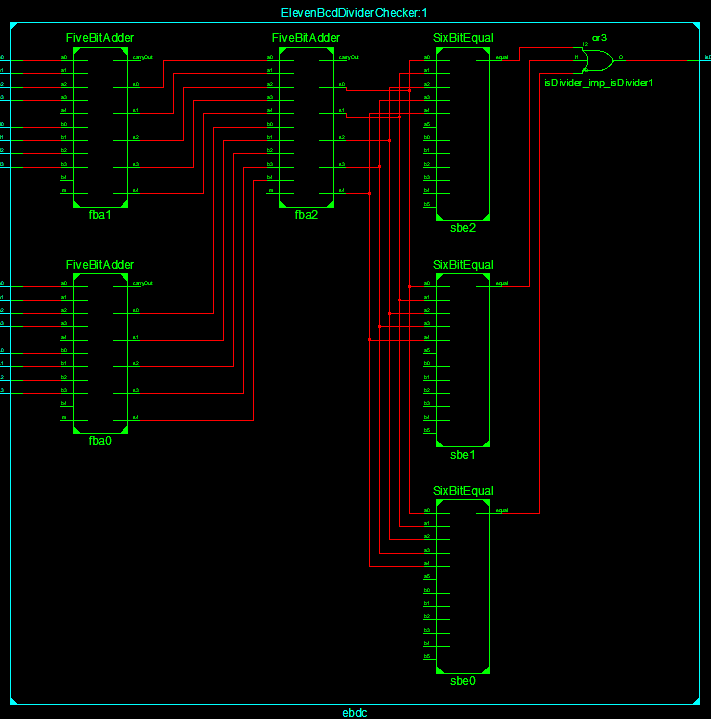 ElevenBcdDividerChecker:1
FiveBitAdder
FiveBitAdder
SixBitEqual
or3
a0 carryOut a0 carryOut a0 equal I2
a1 a1 a1 I1 O
a2 s0 a2 s0 a2
a3 a3 a3
isDivider_imp_isDivider1
a4 s1 a4 s1 a4
b0 b0 a5
b1 s2 b1 s2 b0
b2 b2 b1
b3 s3 b3 s3 b2
b4 b4 b3
m s4 m s4 b4
b5
fba1
fba2
sbe2
FiveBitAdder
SixBitEqual
a0 carryOut a0 equal
a1 a1
a2 s0 a2
a3 a3
a4 s1 a4
b0 a5
b1 s2 b0
b2 b1
b3 s3 b2
b4 b3
m s4 b4
b5
fba0
sbe1
SixBitEqual
a0 equal
a1
a2
a3
a4
a5
b0
b1
b2
b3
b4
b5
sbe0
ebdc